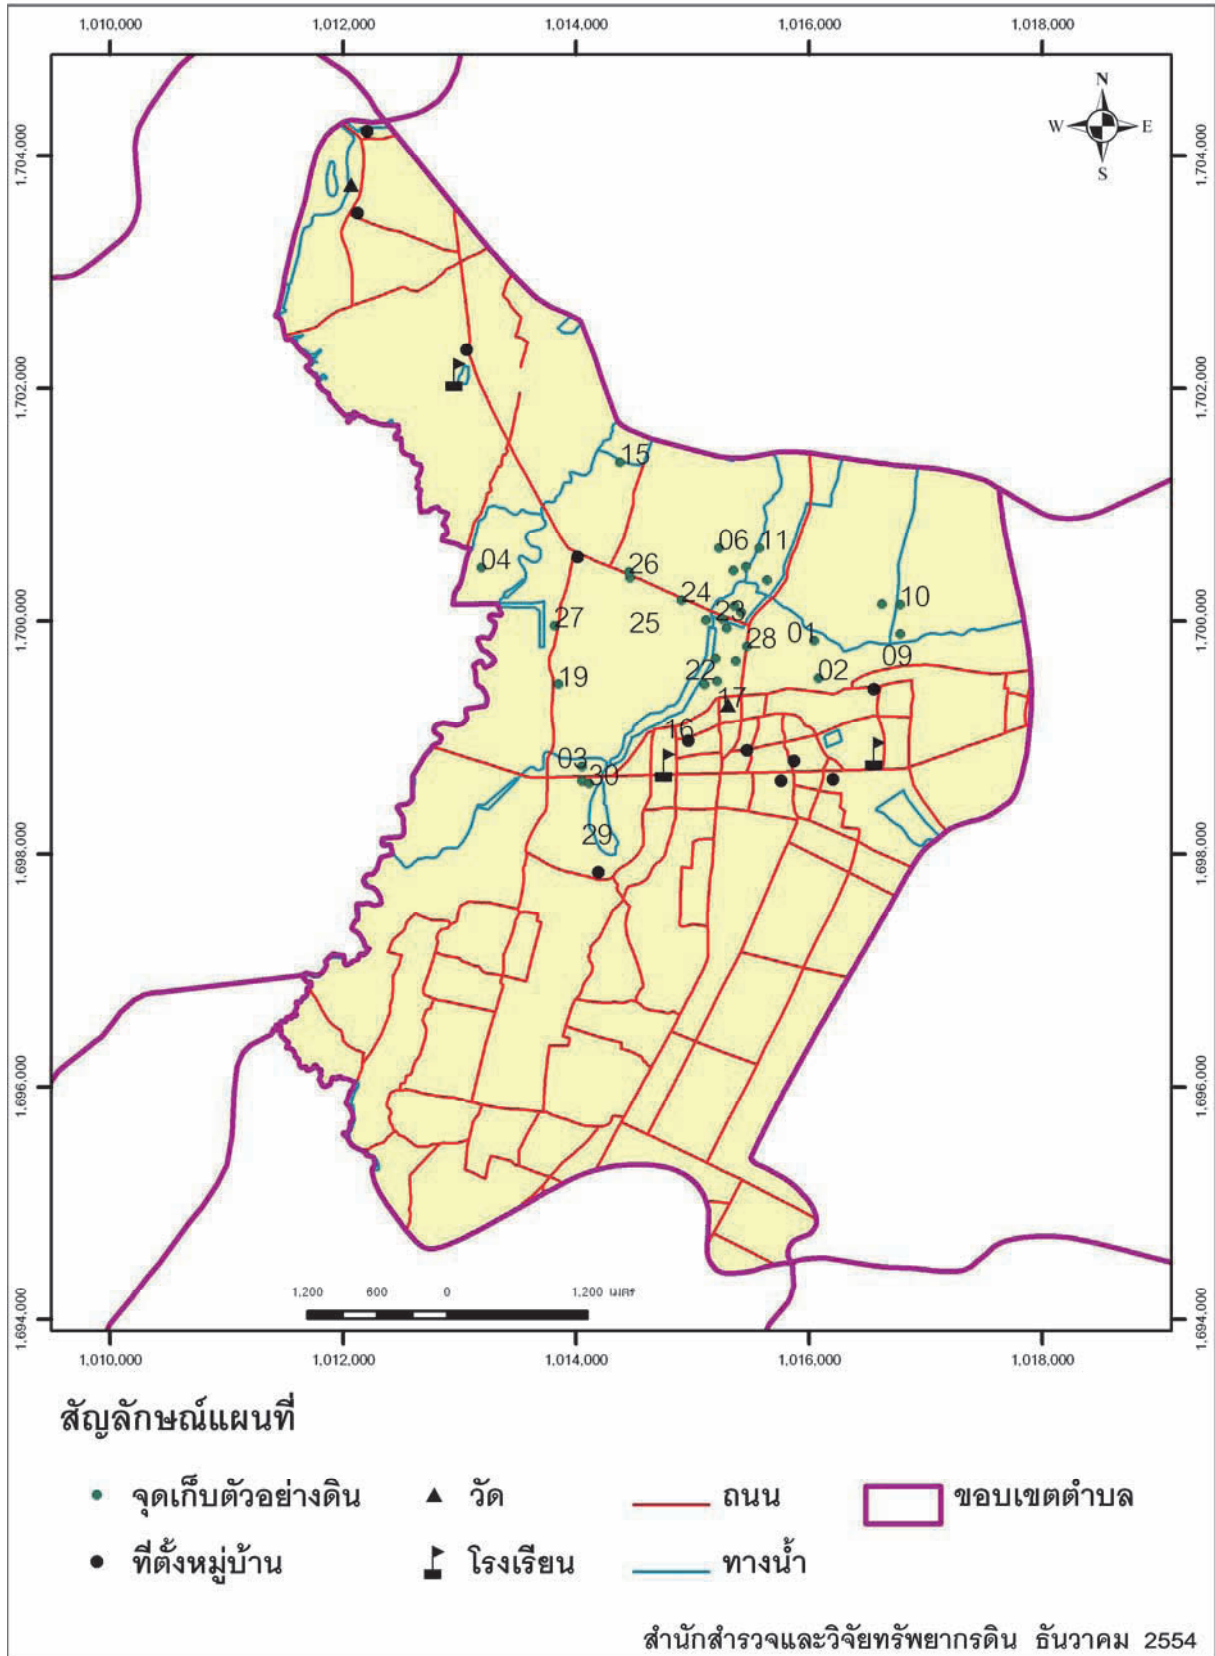 1,010,000 1,012,000 1,014,000 1,016,000 1,018,000
N
W E
S
1,704,000 1,704,000
1,702,000 1,702,000
15
06 11
04 26
24 10
27 25 23 28 01
09
19 22 02
17
16
03 30
1,700,000 1,700,000
29
1,698,000 1,698,000
1,696,000 1,696,000
1,694,000 1,694,000
1,200 600 0 1,200 เมตร
1,010,000 1,012,000 1,014,000 1,016,000 1,018,000
สัญลักษณ์แผนที่
จุดเก็บตัวอย่างดิน วัด ถนน ขอบเขตตำบล
ที่ตั้งหมู่บ้าน โรงเรียน ทางน้ำ
สำนักสำรวจและวิจัยทรัพยากรดิน ธันวาคม 2554